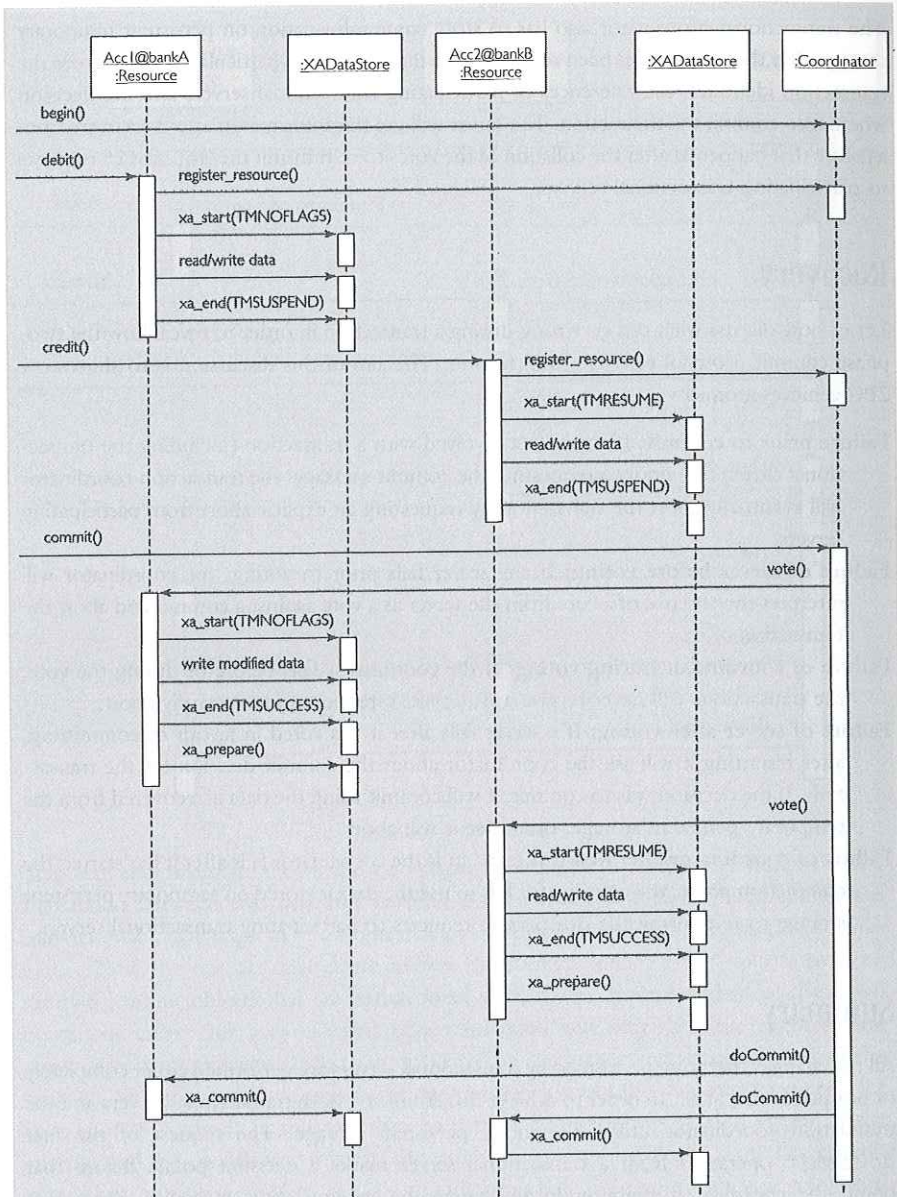 Acc1@bankA
:Resource
:XADataStore
Acc2@bankB
:Resource
:XADataStore
:Coordinator
begin()
debit()
register_resource()
xa_start(TMNOFLAGS)
read/write data
xa_end(TMSUSPEND)
credit()
register_resource()
xa_start(TMRESUME)
read/write data
xa_end(TMSUSPEND)
commit()
vote()
xa_start(TMNOFLAGS)
write modified data
xa_end(TMSUCCESS)
xa_prepare()
vote()
xa_start(TMRESUME)
read/write data
xa_end(TMSUCCESS)
xa_prepare()
doCommit()
xa_commit()
doCommit()
xa_commit()